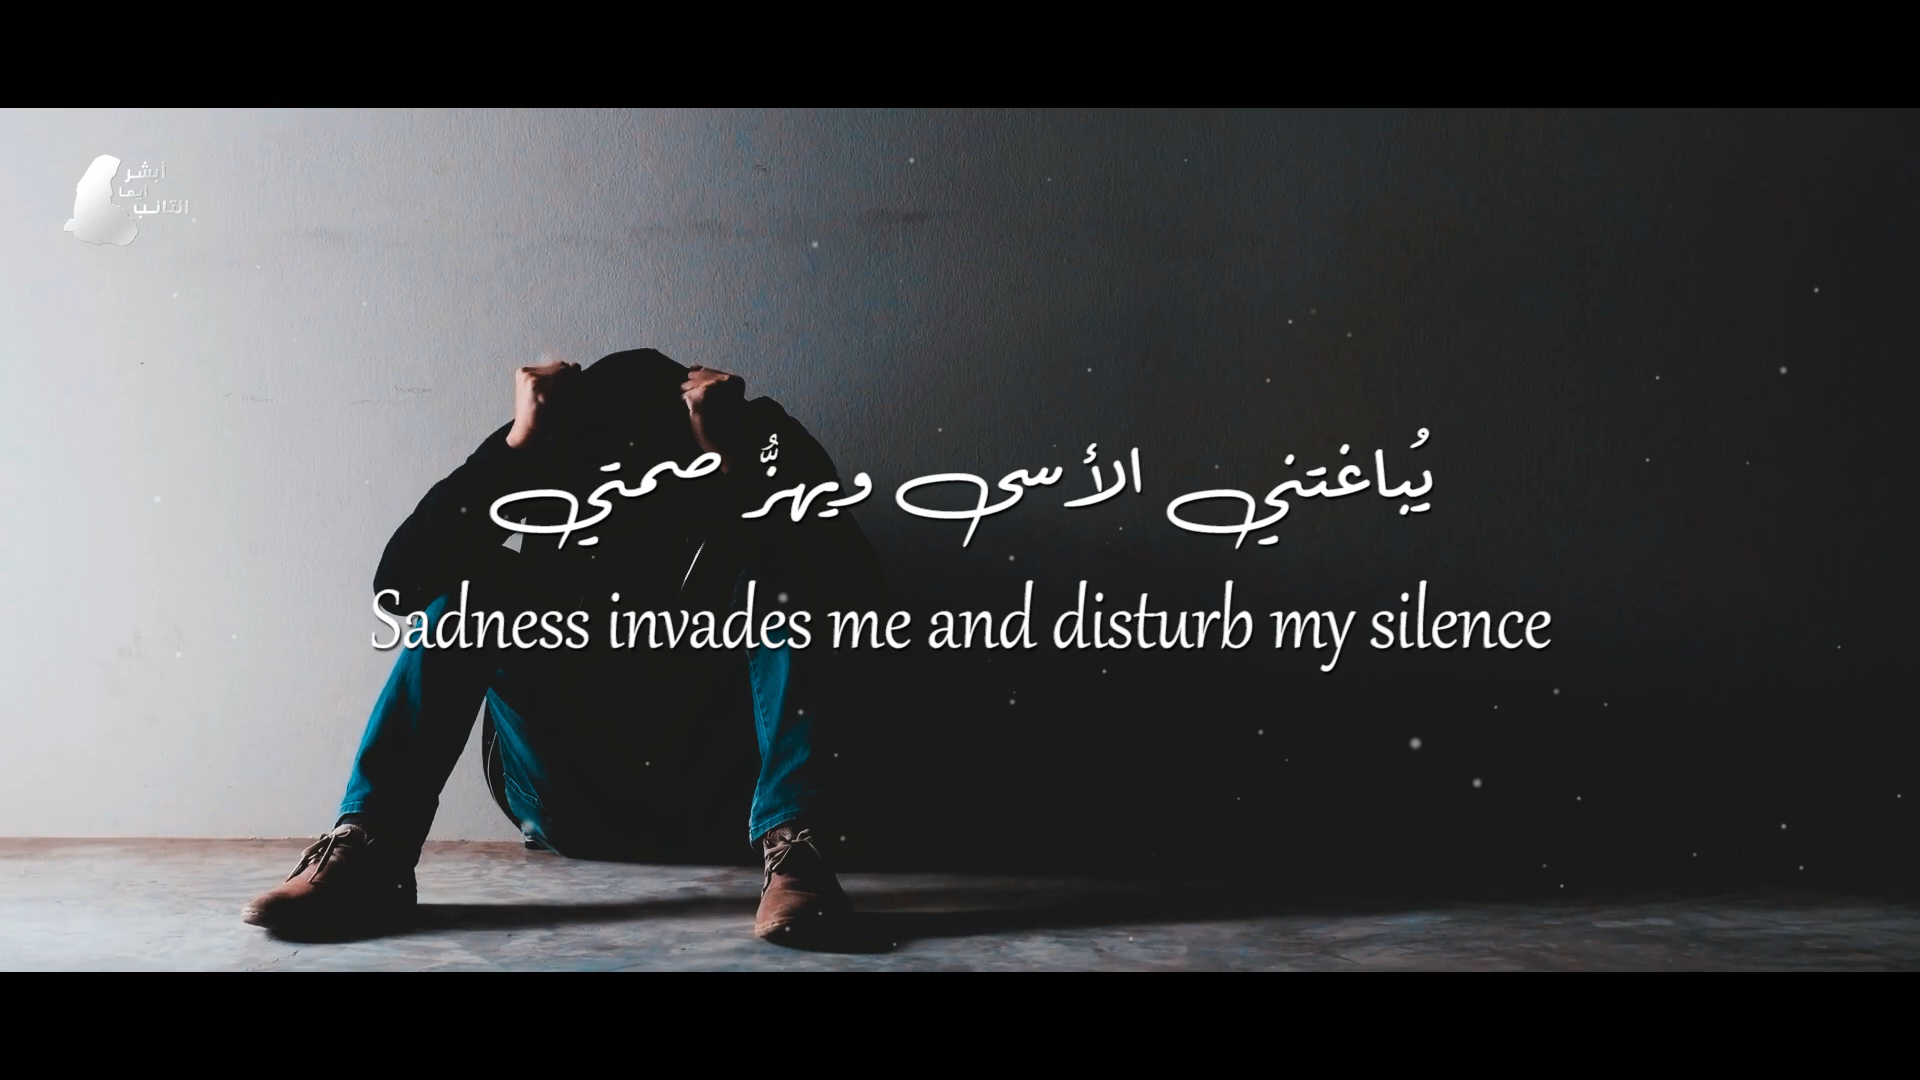 أبشر
أيها
التائب
يُباغتني الأسى ويهزُّ صمتي
Sadness invades me and disturb my silence